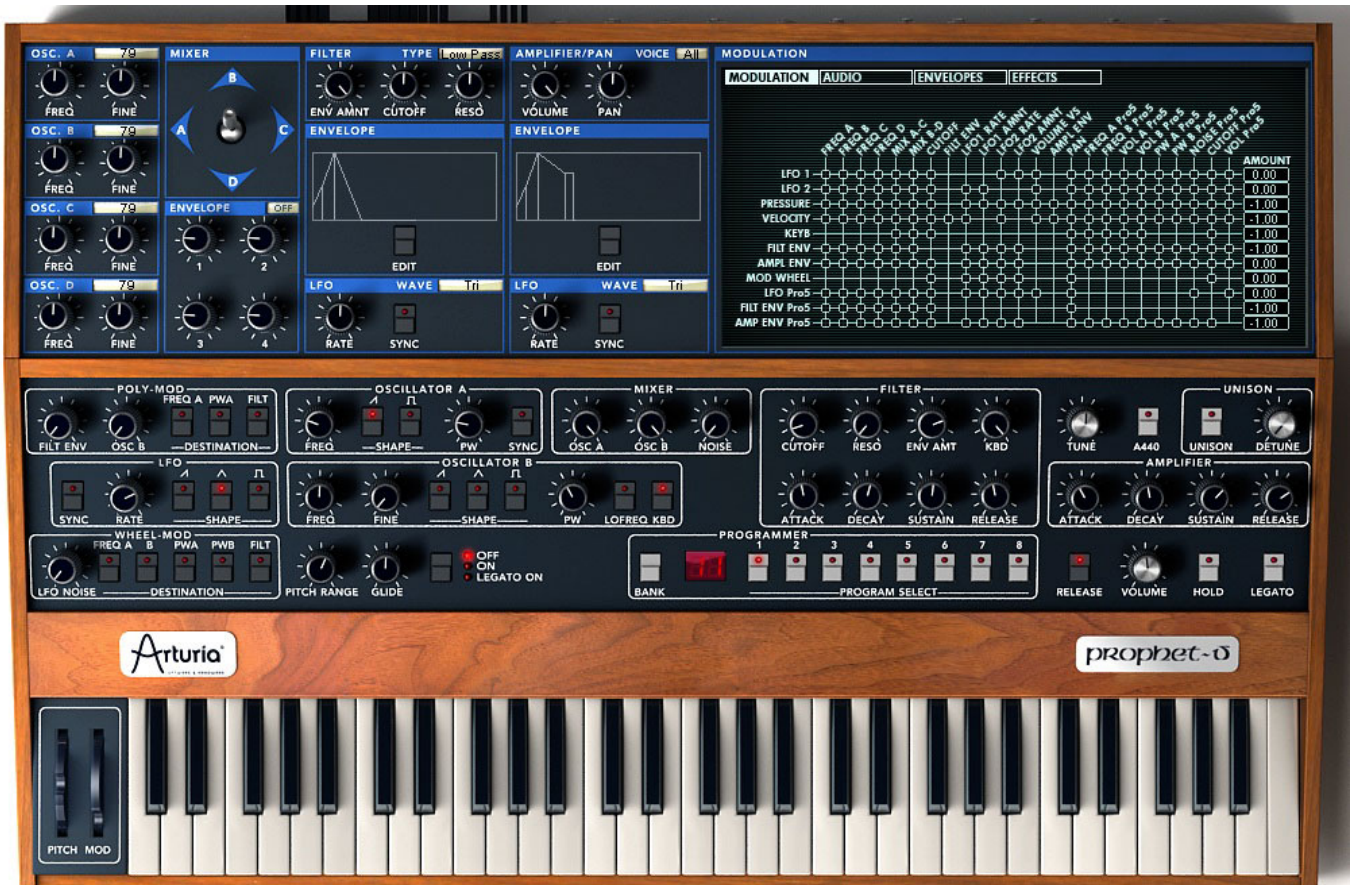 OSC. A 79
FREQ FINE
OSC. B 79
FREQ FINE
OSC. C 79
FREQ FINE
OSC. D 79
FREQ FINE
MIXER
B
A C
D
ENVELOPE OFF
1 2
3 4
FILTER TYPE Low Pass
ENV AMNT CUTOFF RESO
ENVELOPE
EDIT
LFO WAVE Tri
RATE SYNC
AMPLIFIER/PAN VOICE All
VOLUME PAN
ENVELOPE
EDIT
LFO WAVE Tri
RATE SYNC
MODULATION
MODULATION AUDIO ENVELOPES EFFECTS
FREQ A
FREQ B
FREQ C
FREQ D
MIX A-C
MIX B-D
CUTOFF
FILT ENV
LFO RATE
LFO AMNT
LFO2 RATE
LFO2 AMNT
VOLUME VS
AMPL ENV
PAN
FREQ A Pro5
FREQ B Pro5
VOL A Pro5
VOL B Pro5
PW A Pro5
PW B Pro5
NOISE Pro5
CUTOFF Pro5
VOL Pro5
AMOUNT
LFO 1 0.00
LFO 2 0.00
PRESSURE -1.00
VELOCITY -1.00
KEYB -1.00
FILT ENV -1.00
AMPL ENV 0.00
MOD WHEEL 0.00
LFO Pro5 0.00
FILT ENV Pro5 -1.00
AMP ENV Pro5 -1.00
POLY-MOD
FREQ A PWA FILT
FILT ENV OSC B DESTINATION
OSCILLATOR A
FREQ SHAPE PW SYNC
MIXER
OSC A OSC B NOISE
FILTER
CUTOFF RESO ENV AMT KBD
ATTACK DECAY SUSTAIN RELEASE
TUNE A440
UNISON
UNISON DETUNE
LFO
SYNC RATE SHAPE
OSCILLATOR B
FREQ FINE SHAPE PW LOFREQ KBD
AMPLIFIER
ATTACK DECAY SUSTAIN RELEASE
WHEEL-MOD
FREQ A B PWA PWB FILT
LFO NOISE DESTINATION
PITCH RANGE GLIDE
OFF
ON
LEGATO ON
PROGRAMMER
1 2 3 4 5 6 7 8
BANK 11 PROGRAM SELECT
RELEASE VOLUME HOLD LEGATO
Arturia
prophet-V
PITCH MOD